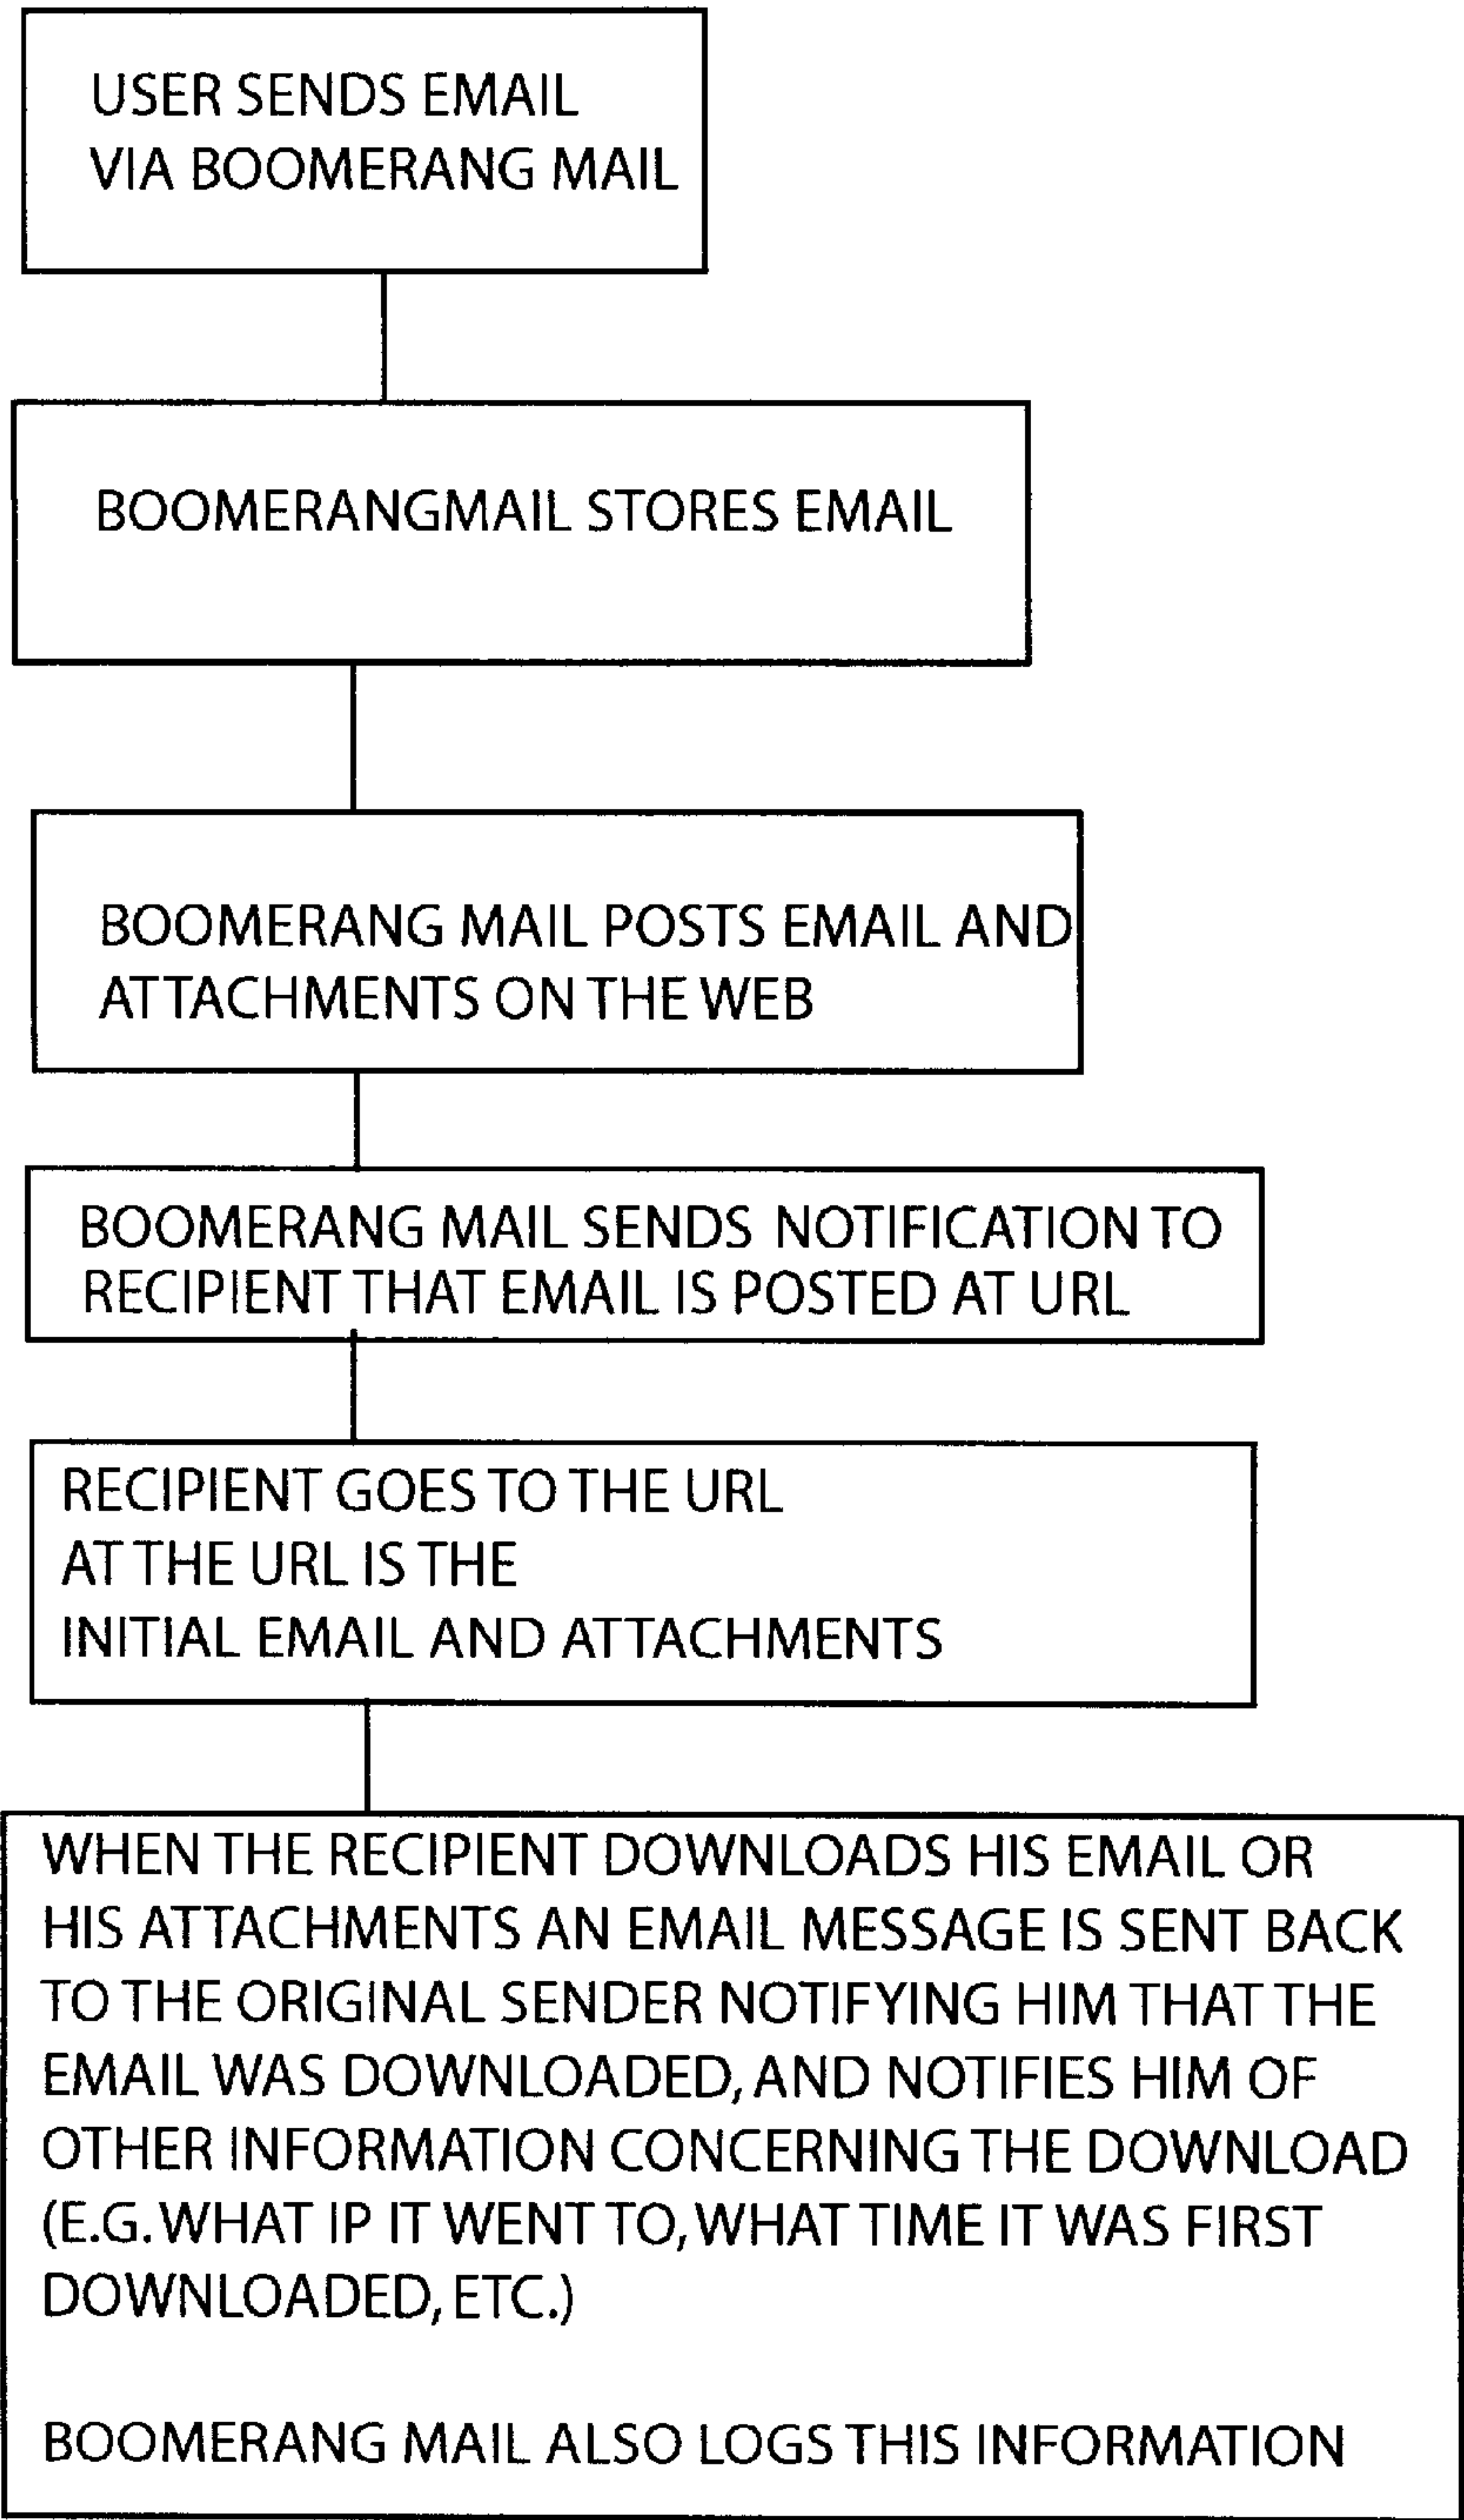 USER SENDS EMAIL
VIA BOOMERANG MAIL
BOOMERANGMAIL STORES EMAIL
BOOMERANG MAIL POSTS EMAIL AND
ATTACHMENTS ON THE WEB
BOOMERANG MAIL SENDS NOTIFICATION TO
RECIPIENT THAT EMAIL IS POSTED AT URL
RECIPIENT GOES TO THE URL
AT THE URL IS THE
INITIAL EMAIL AND ATTACHMENTS
WHEN THE RECIPIENT DOWNLOADS HIS EMAIL OR
HIS ATTACHMENTS AN EMAIL MESSAGE IS SENT BACK
TO THE ORIGINAL SENDER NOTIFYING HIM THAT THE
EMAIL WAS DOWNLOADED, AND NOTIFIES HIM OF
OTHER INFORMATION CONCERNING THE DOWNLOAD
(E.G. WHAT IP IT WENT TO, WHAT TIME IT WAS FIRST
DOWNLOADED, ETC.)
BOOMERANG MAIL ALSO LOGS THIS INFORMATION